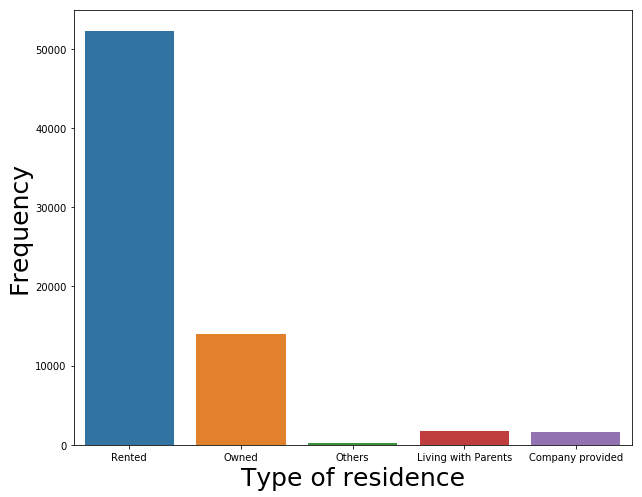 50000
40000
30000
20000
10000
0
Frequency
Rented Owned Others Living with Parents Company provided
Type of residence